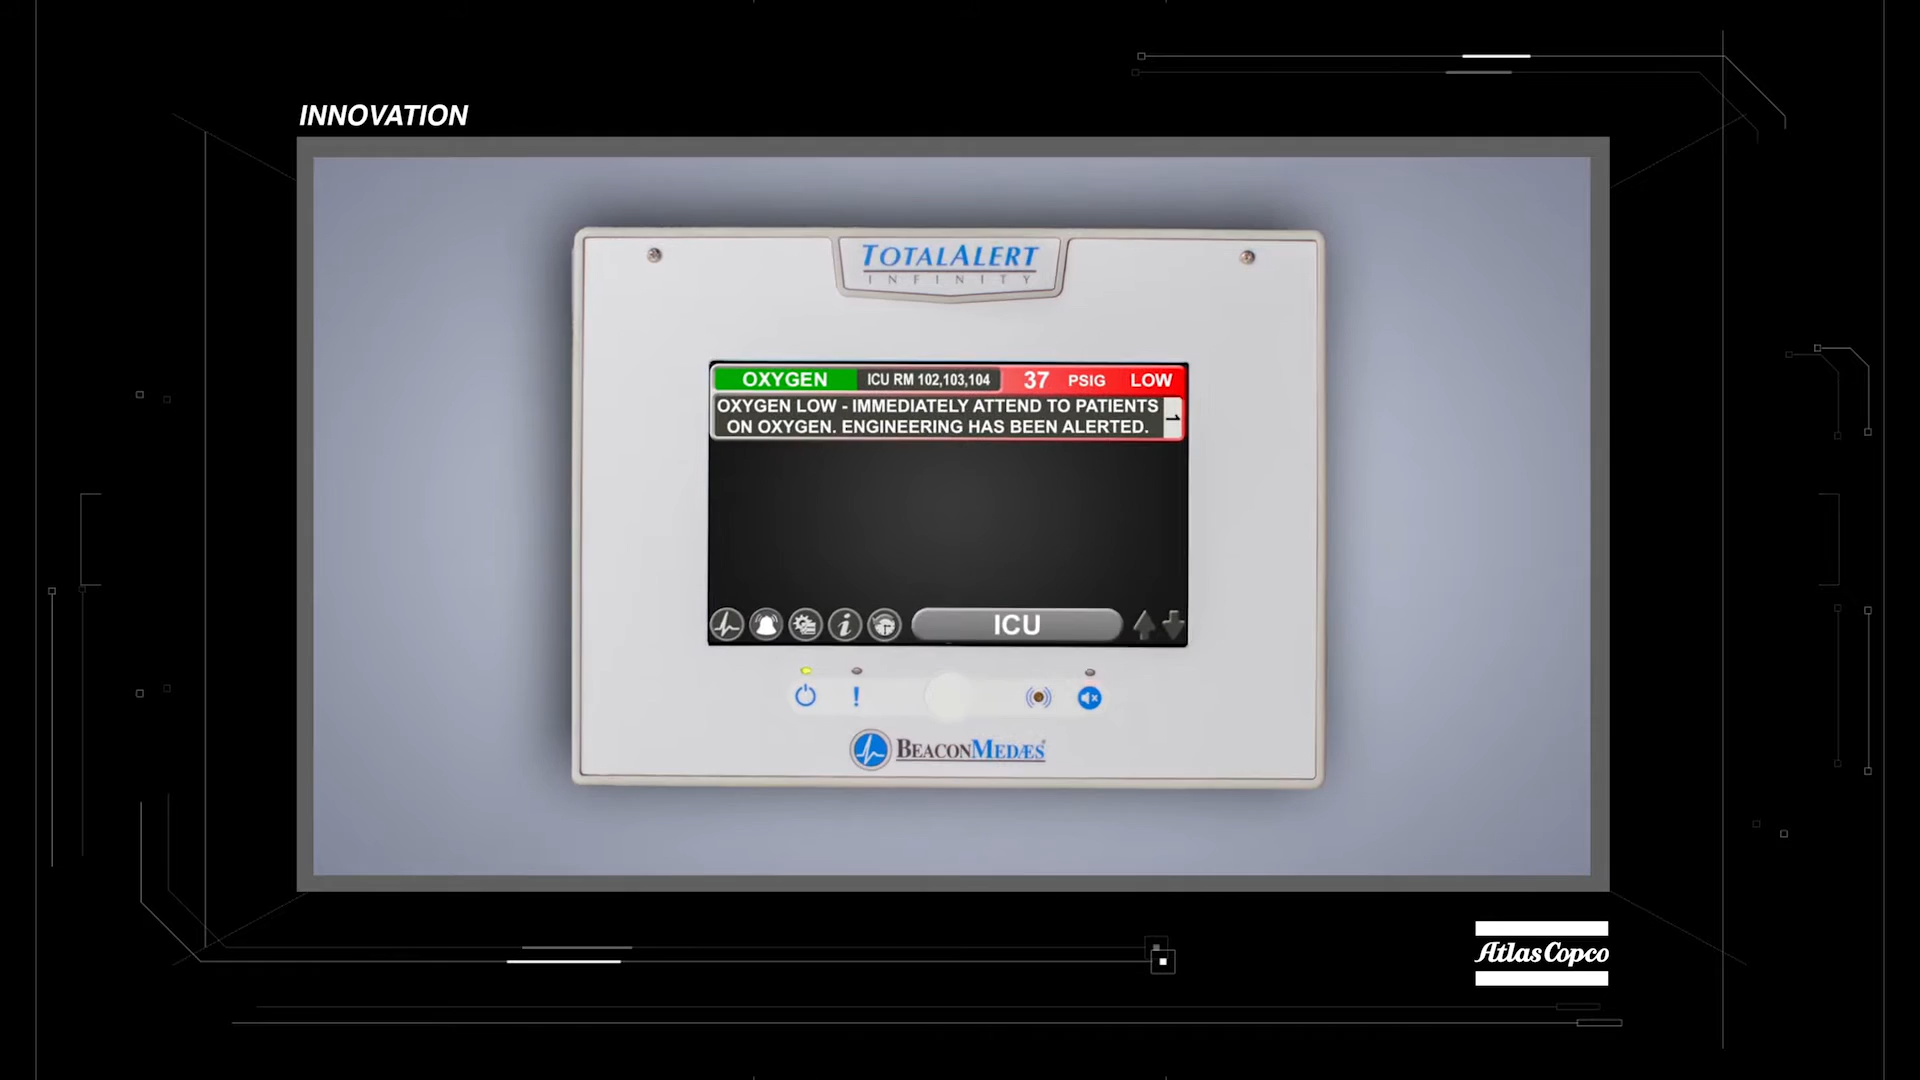 INNOVATION
TOTALALERT
INFINITY
OXYGEN ICU RM 102,103,104 37 PSIG LOW
OXYGEN LOW - IMMEDIATELY ATTEND TO PATIENTS
ON OXYGEN. ENGINEERING HAS BEEN ALERTED.
1
ICU
BEACONMEDÆS
Atlas Copco